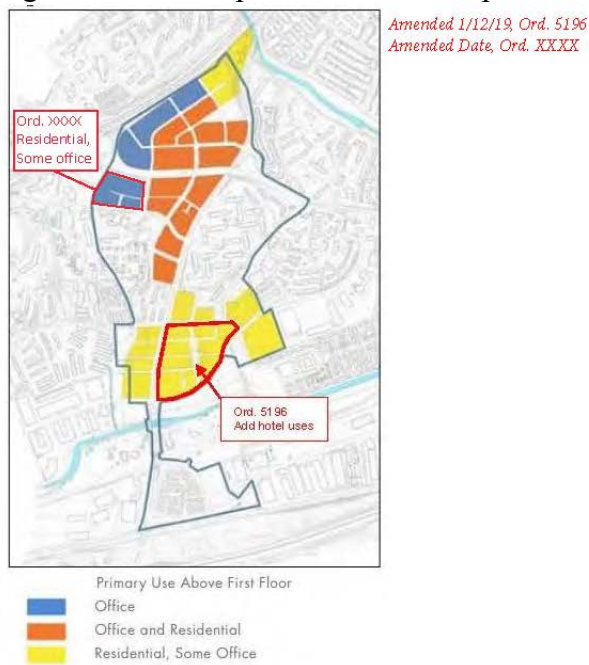 Amended 1/12/19, Ord. 5196
Amended Date, Ord. XXXX
Ord. XXXX
Residential,
Some office
Ord. 5196
Add hotel uses
Primary Use Above First Floor
Office
Office and Residential
Residential, Some Office